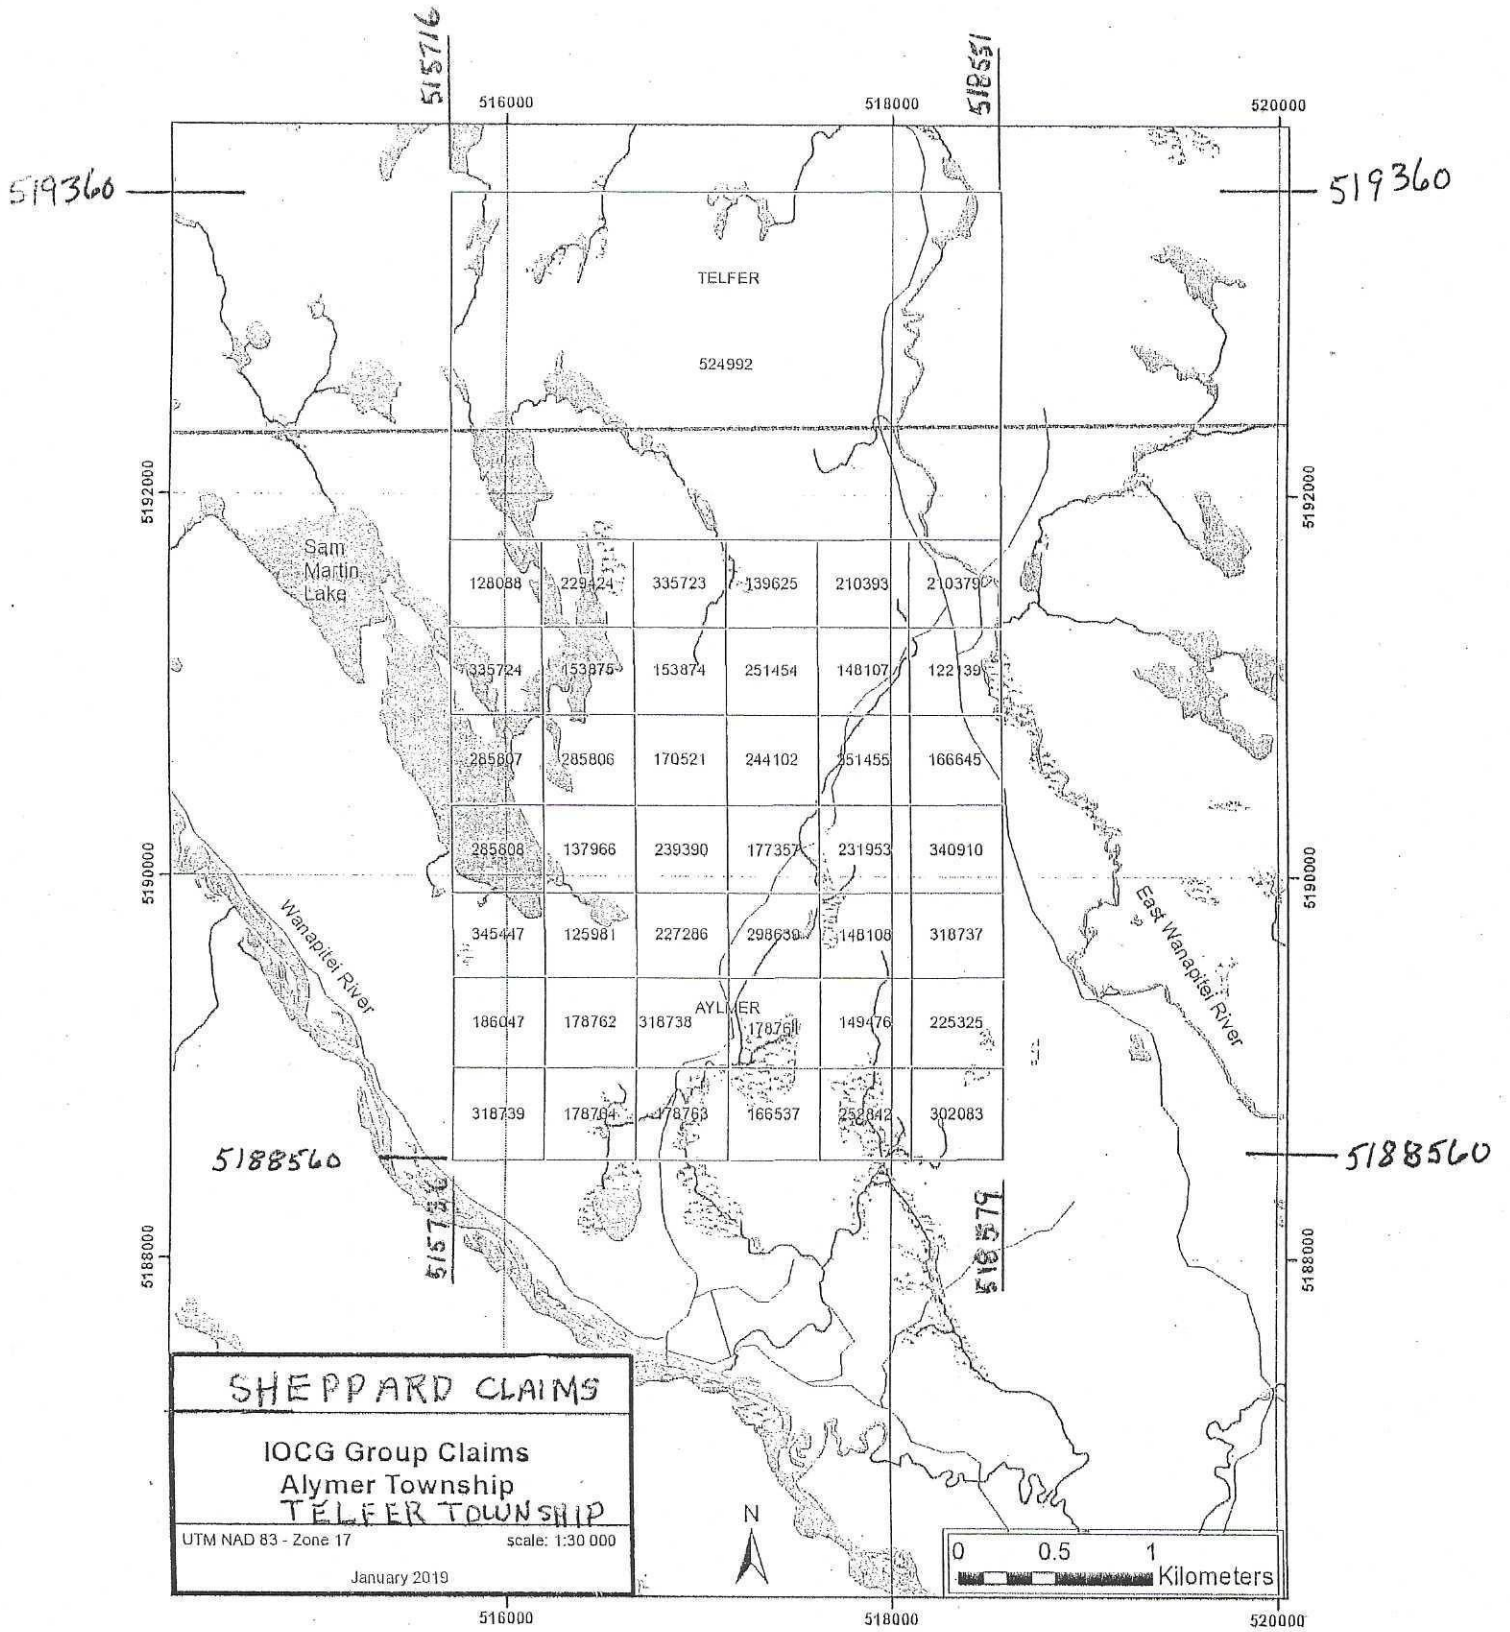 515716
518551
516000
518000
520000
519360
519360
TELFER
524992
5192000
5192000
Sam
Martin
Lake
128088 229424 335723 139625 210393 210379
335724 153875 153874 251454 148107 122139
285807 285806 170521 244102 251455 166645
285808 137966 239390 177357 231953 340910
5190000
5190000
Wanapitei River
East Wanapitei River
345447 125981 227286 298639 148108 318737
AYLMER
186047 178762 318738 178761 149476 225325
318739 178764 178763 166537 252842 302083
5188560
5188560
518579
5188000
5188000
SHEPPARD CLAIMS
IOCG Group Claims
Alymer Township
TELFER TOWNSHIP
UTM NAD 83 - Zone 17 scale: 1:30 000
January 2019
N
0 0.5 1
Kilometers
516000
518000
520000